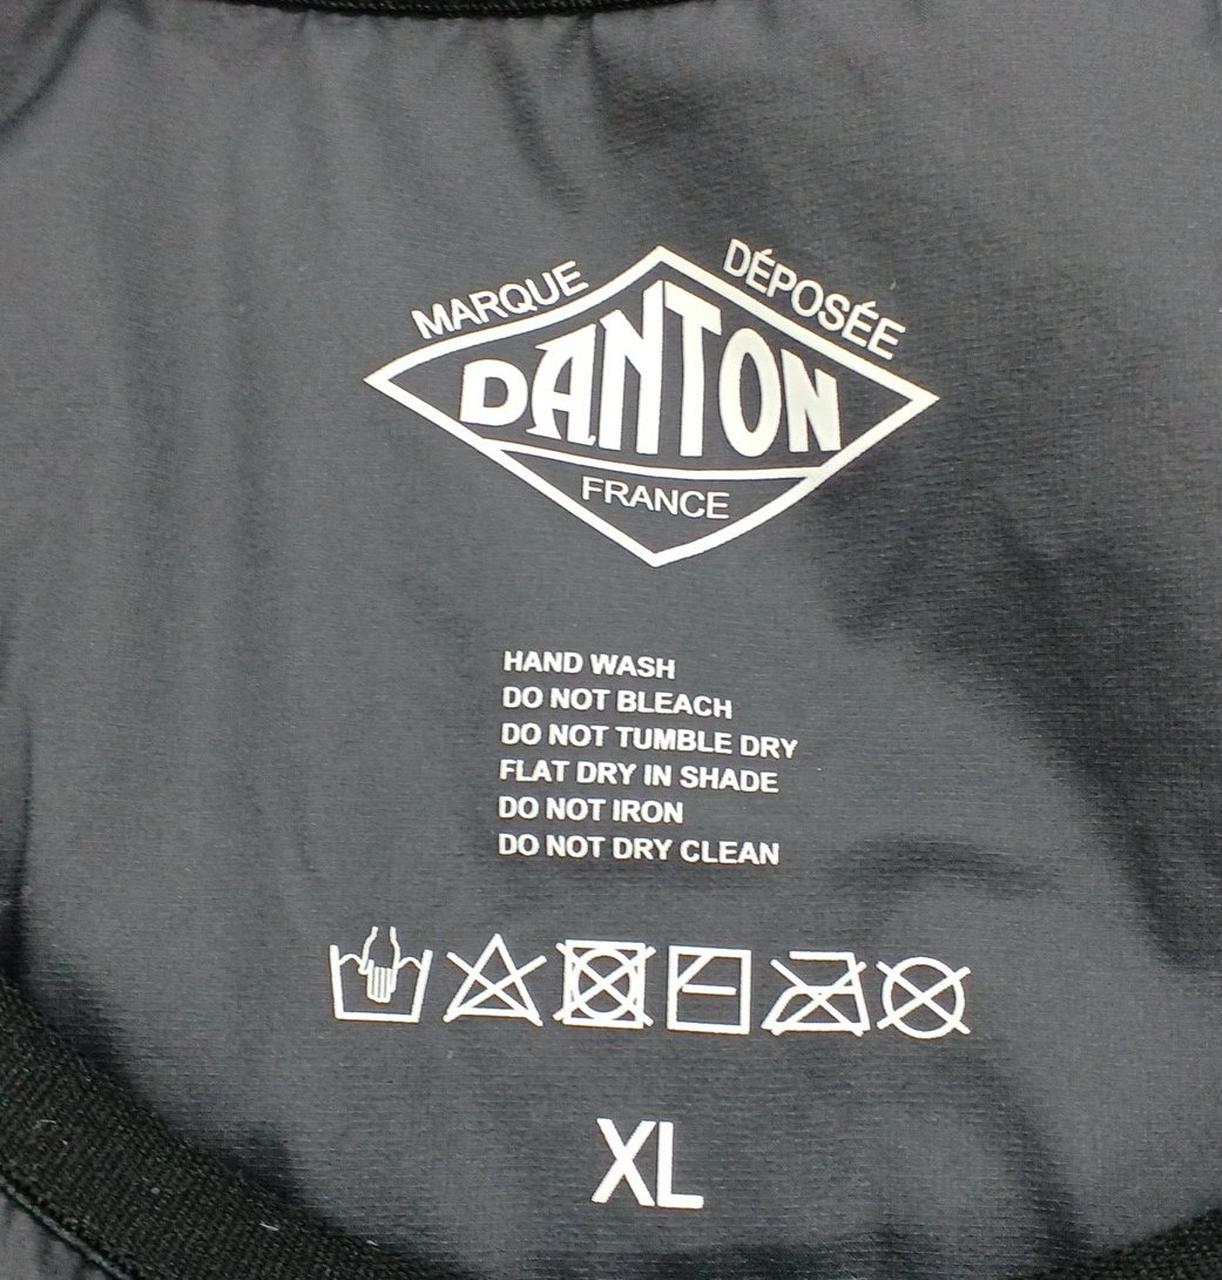 MARQUE DÉPOSÉE
DANTON
FRANCE
HAND WASH
DO NOT BLEACH
DO NOT TUMBLE DRY
FLAT DRY IN SHADE
DO NOT IRON
DO NOT DRY CLEAN
XL